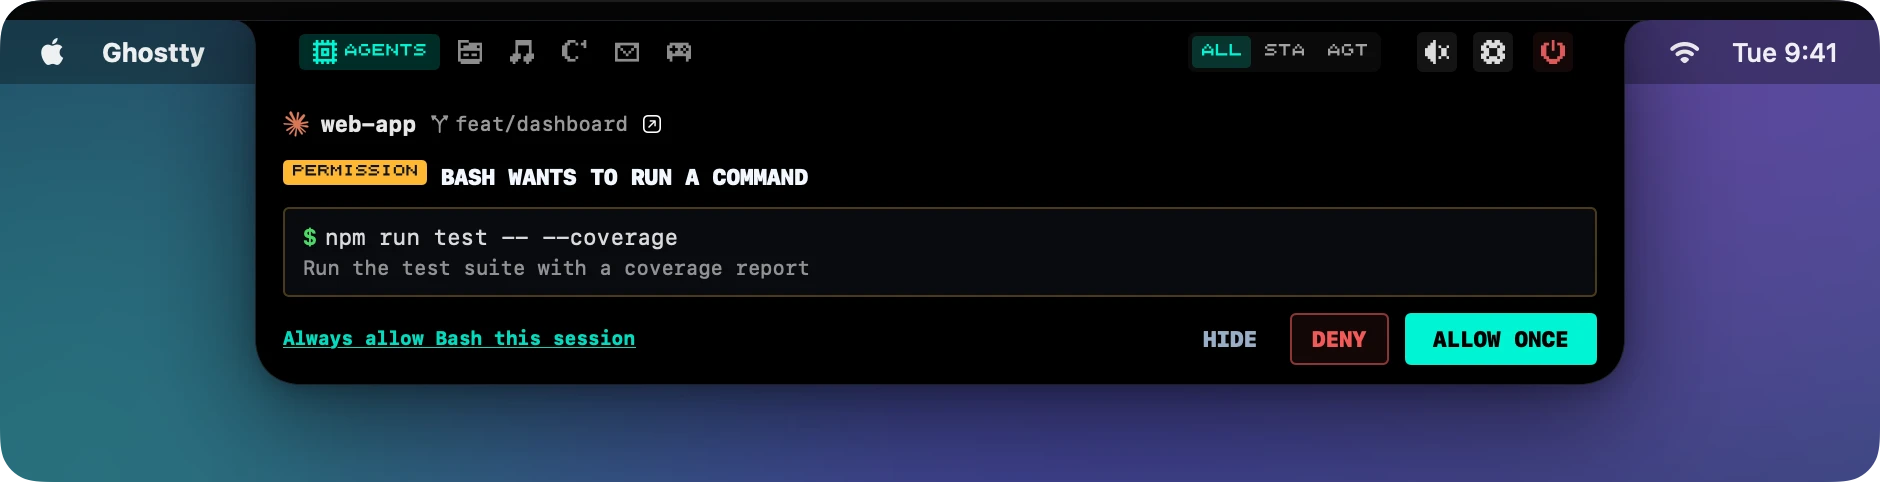 Ghostty AGENTS ALL STA AGT Tue 9:41
web-app feat/dashboard
PERMISSION BASH WANTS TO RUN A COMMAND
$ npm run test -- --coverage
Run the test suite with a coverage report
Always allow Bash this session HIDE DENY ALLOW ONCE